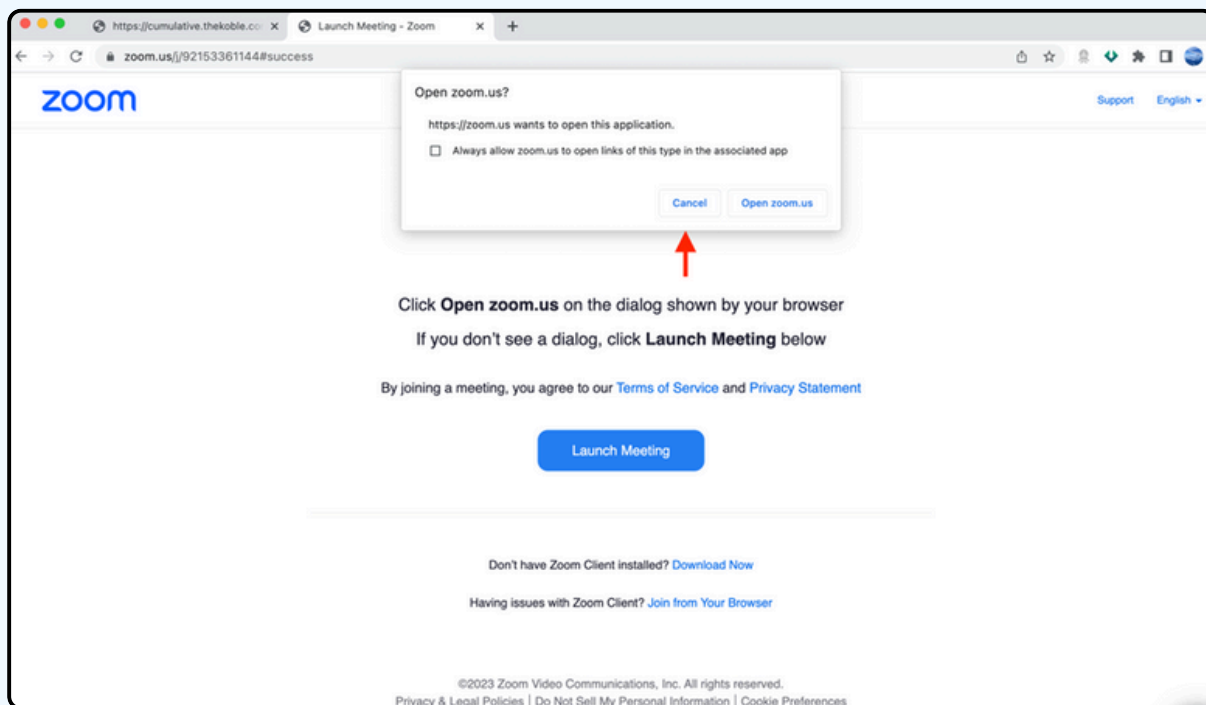 https://cumulative.thekoble.co
Launch Meeting - Zoom
zoom.us/j/92153361144#success
zoom
Support English
Open zoom.us?
https://zoom.us wants to open this application.
Always allow zoom.us to open links of this type in the associated app
Cancel Open zoom.us
Click Open zoom.us on the dialog shown by your browser
If you don't see a dialog, click Launch Meeting below
By joining a meeting, you agree to our Terms of Service and Privacy Statement
Launch Meeting
Don't have Zoom Client installed? Download Now
Having issues with Zoom Client? Join from Your Browser
©2023 Zoom Video Communications, Inc. All rights reserved.
Privacy & Legal Policies | Do Not Sell My Personal Information | Cookie Preferences